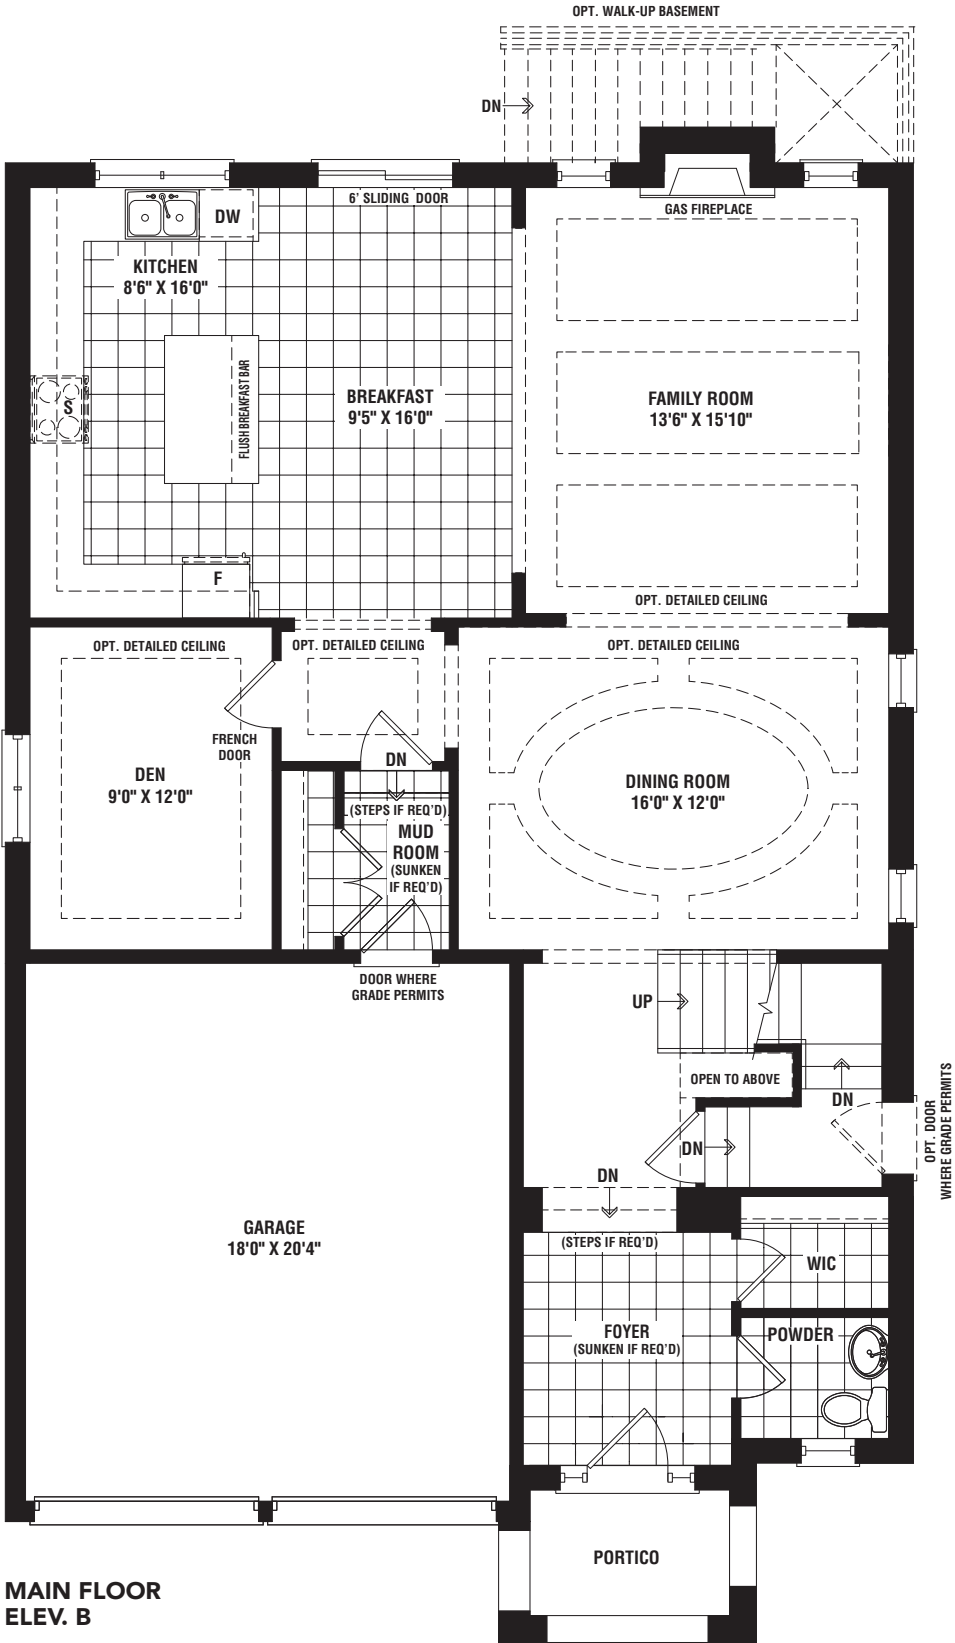 OPT. WALK-UP BASEMENT
DN
6' SLIDING DOOR
GAS FIREPLACE
DW
KITCHEN
8'6" X 16'0"
S
FLUSH BREAKFAST BAR
BREAKFAST
9'5" X 16'0"
FAMILY ROOM
13'6" X 15'10"
F
OPT. DETAILED CEILING
OPT. DETAILED CEILING
OPT. DETAILED CEILING
OPT. DETAILED CEILING
FRENCH
DOOR
DEN
9'0" X 12'0"
DN
(STEPS IF REQ'D)
MUD
ROOM
(SUNKEN
IF REQ'D)
DINING ROOM
16'0" X 12'0"
DOOR WHERE
GRADE PERMITS
UP
OPEN TO ABOVE
DN
OPT. DOOR
WHERE GRADE PERMITS
DN
DN
(STEPS IF REQ'D)
GARAGE
18'0" X 20'4"
WIC
FOYER
(SUNKEN IF REQ'D)
POWDER
PORTICO
MAIN FLOOR
ELEV. B